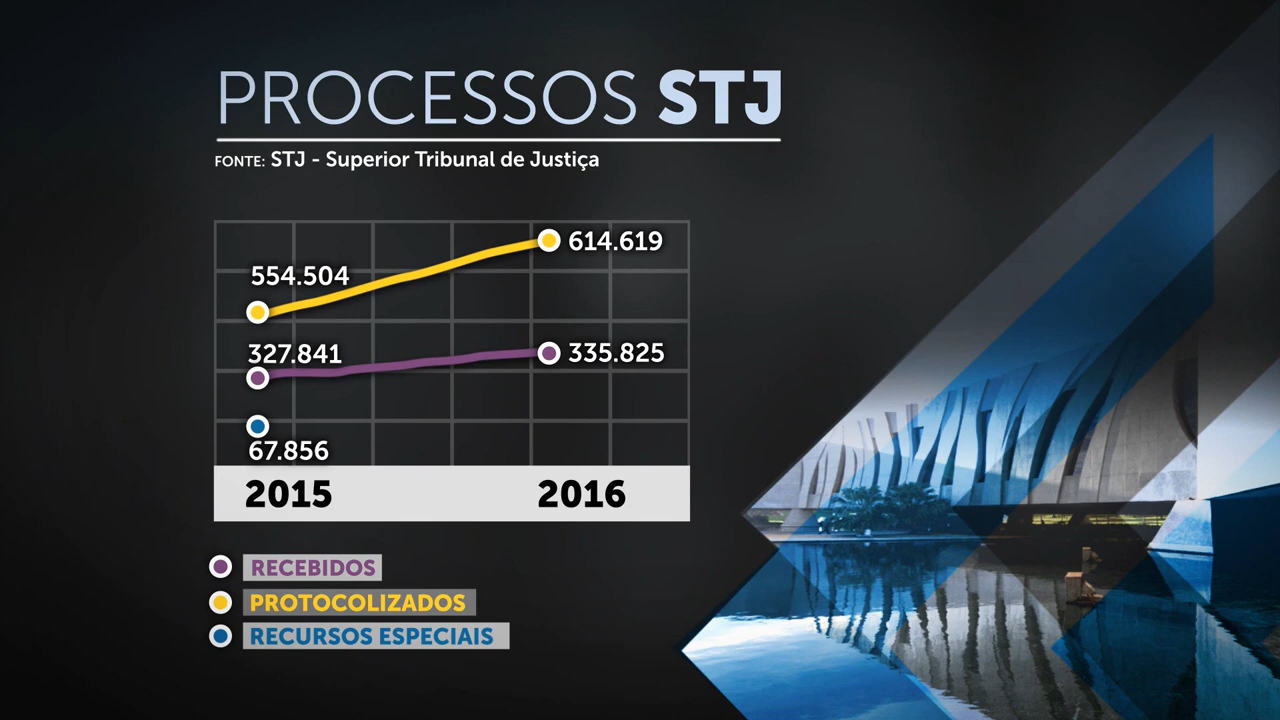 PROCESSOS STJ
FONTE: STJ - Superior Tribunal de Justiça
614.619
554.504
327.841
335.825
67.856
2015 2016
RECEBIDOS
PROTOCOLIZADOS
RECURSOS ESPECIAIS